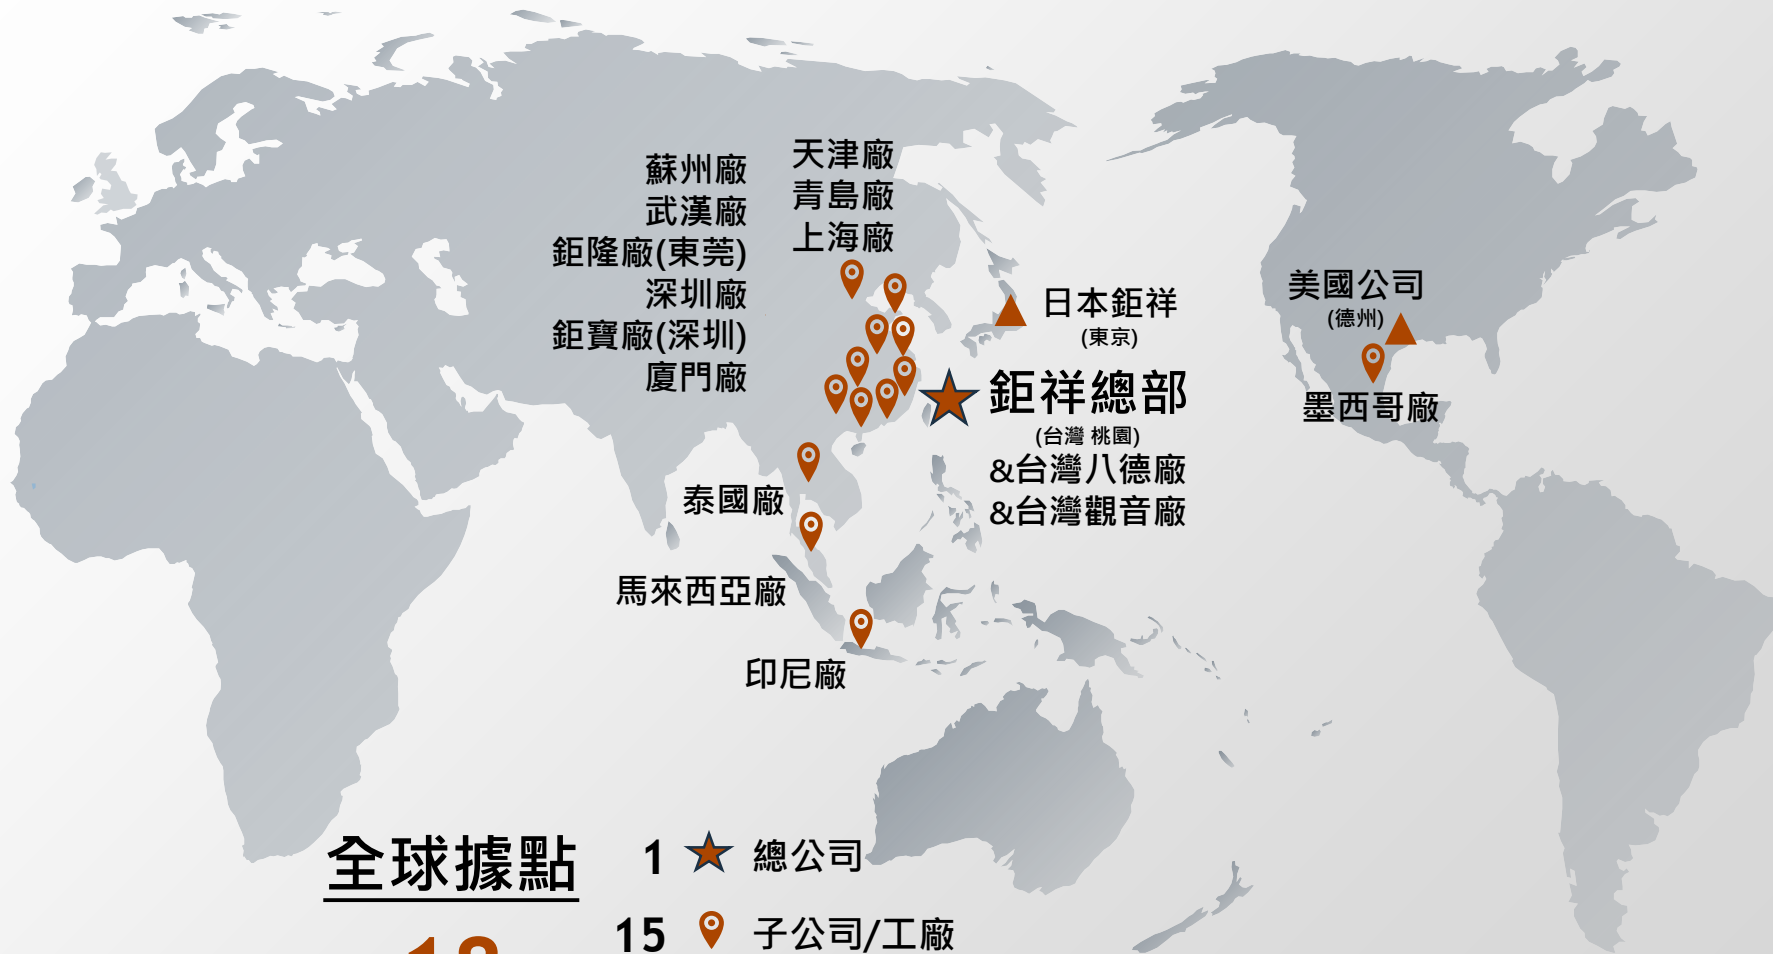 天津廠
青島廠
上海廠
蘇州廠
武漢廠
鉅隆廠(東莞)
深圳廠
鉅寶廠(深圳)
廈門廠
日本鉅祥
(東京)
美國公司
(德州)
墨西哥廠
鉅祥總部
(台灣 桃園)
&台灣八德廠
&台灣觀音廠
泰國廠
馬來西亞廠
印尼廠
全球據點
1 總公司
15 子公司/工廠